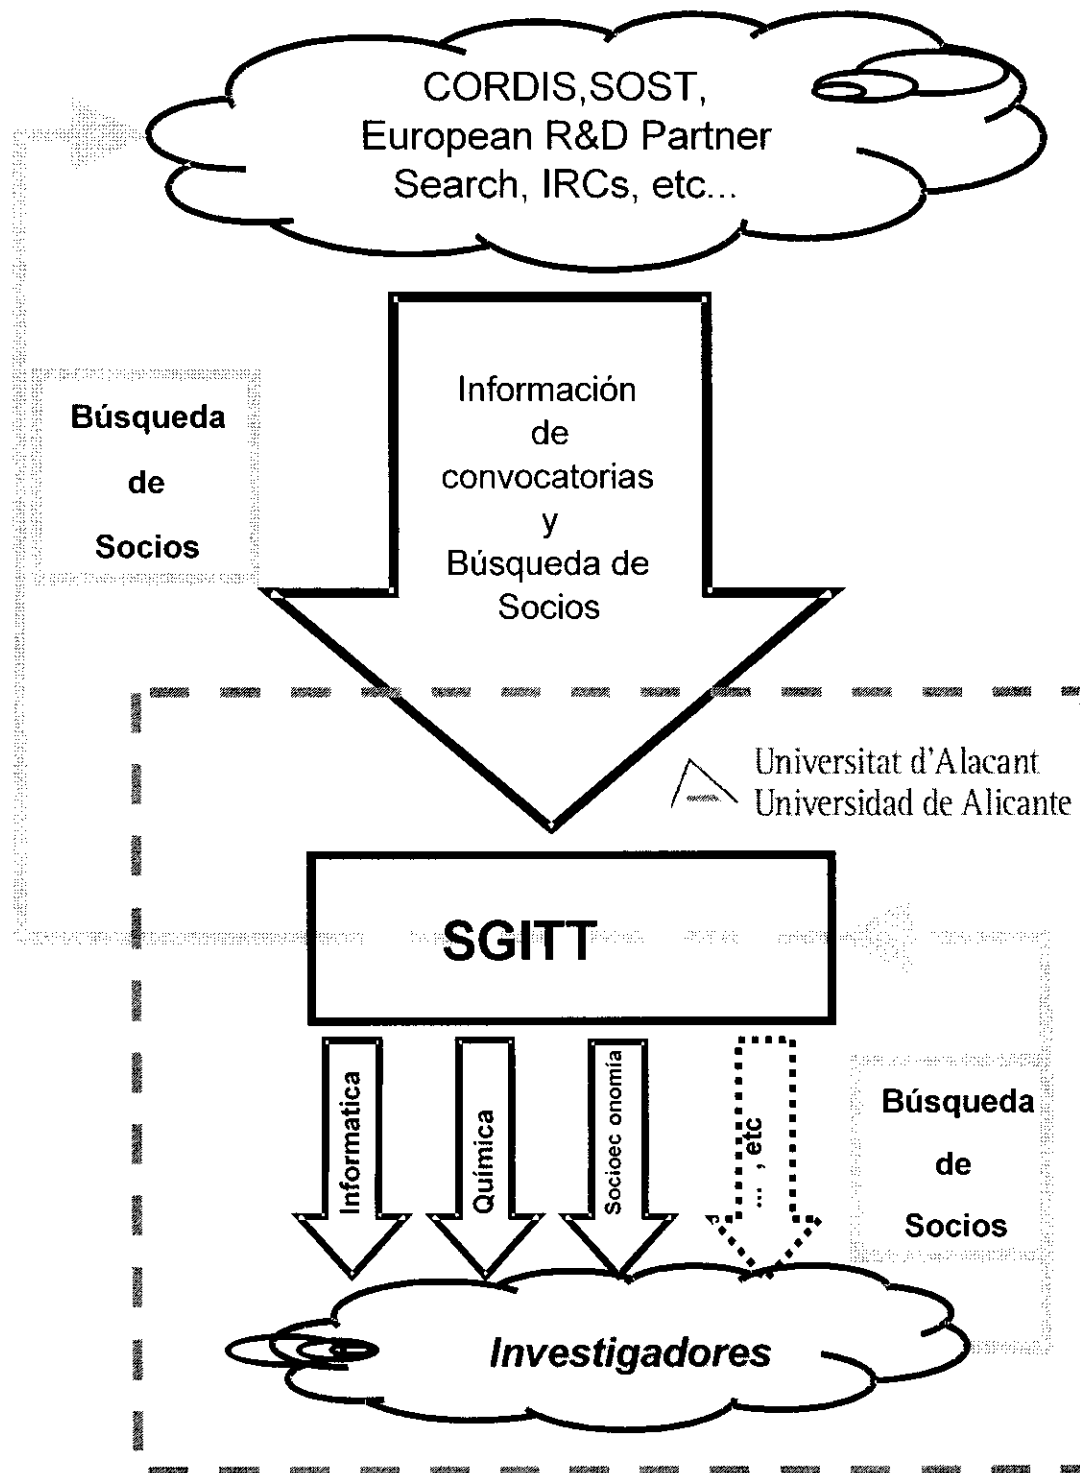 CORDIS,SOST,
European R&D Partner
Search, IRCs, etc...
Información
de
convocatorias
y
Búsqueda de
Socios
Búsqueda
de
Socios
Universitat d'Alacant
Universidad de Alicante
SGITT
Informatica
Química
Socioec onomía
... , etc
Búsqueda
de
Socios
Investigadores